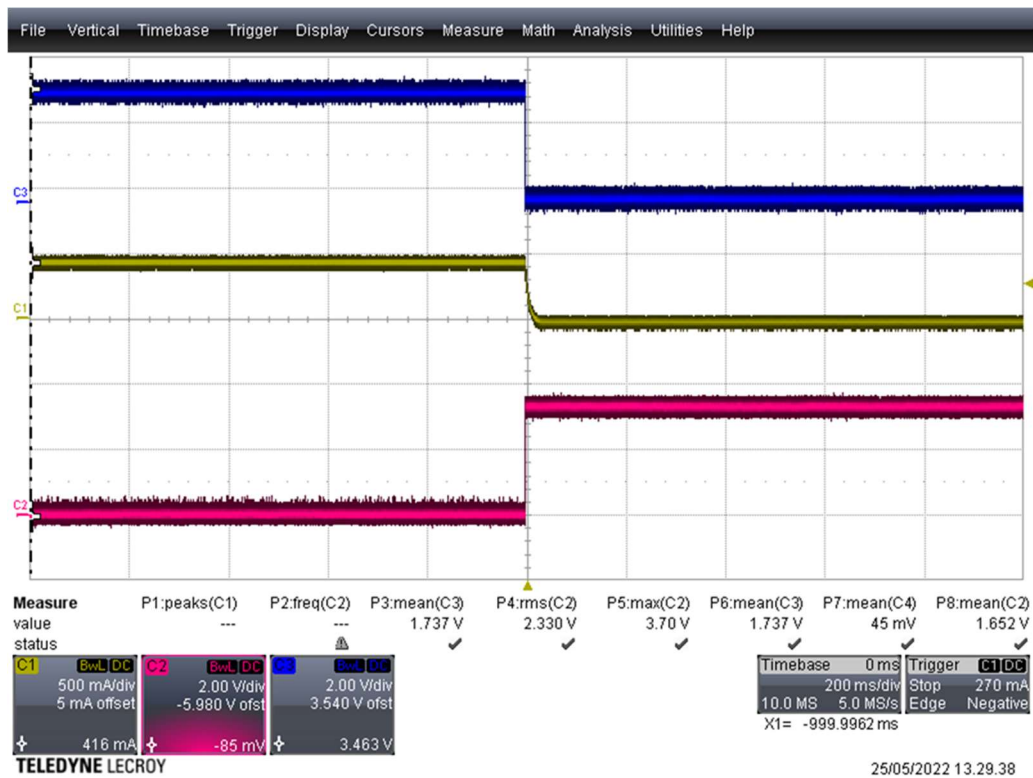 File Vertical Timebase Trigger Display Cursors Measure Math Analysis Utilities Help
C3
C1
C2
Measure P1:peaks(C1) P2:freq(C2) P3:mean(C3) P4:rms(C2) P5:max(C2) P6:mean(C3) P7:mean(C4) P8:mean(C2)
value --- --- 1.737 V 2.330 V 3.70 V 1.737 V 45 mV 1.652 V
status
C1 BwL DC
500 mA/div
5 mA offset
416 mA
C2 BwL DC
2.00 V/div
-5.980 V ofst
-85 mV
C3 BwL DC
2.00 V/div
3.540 V ofst
3.463 V
Timebase 0 ms
200 ms/div
10.0 MS 5.0 MS/s
Trigger C1 DC
Stop 270 mA
Edge Negative
X1= -999.9962 ms
TELEDYNE LECROY
25/05/2022 13.29.38